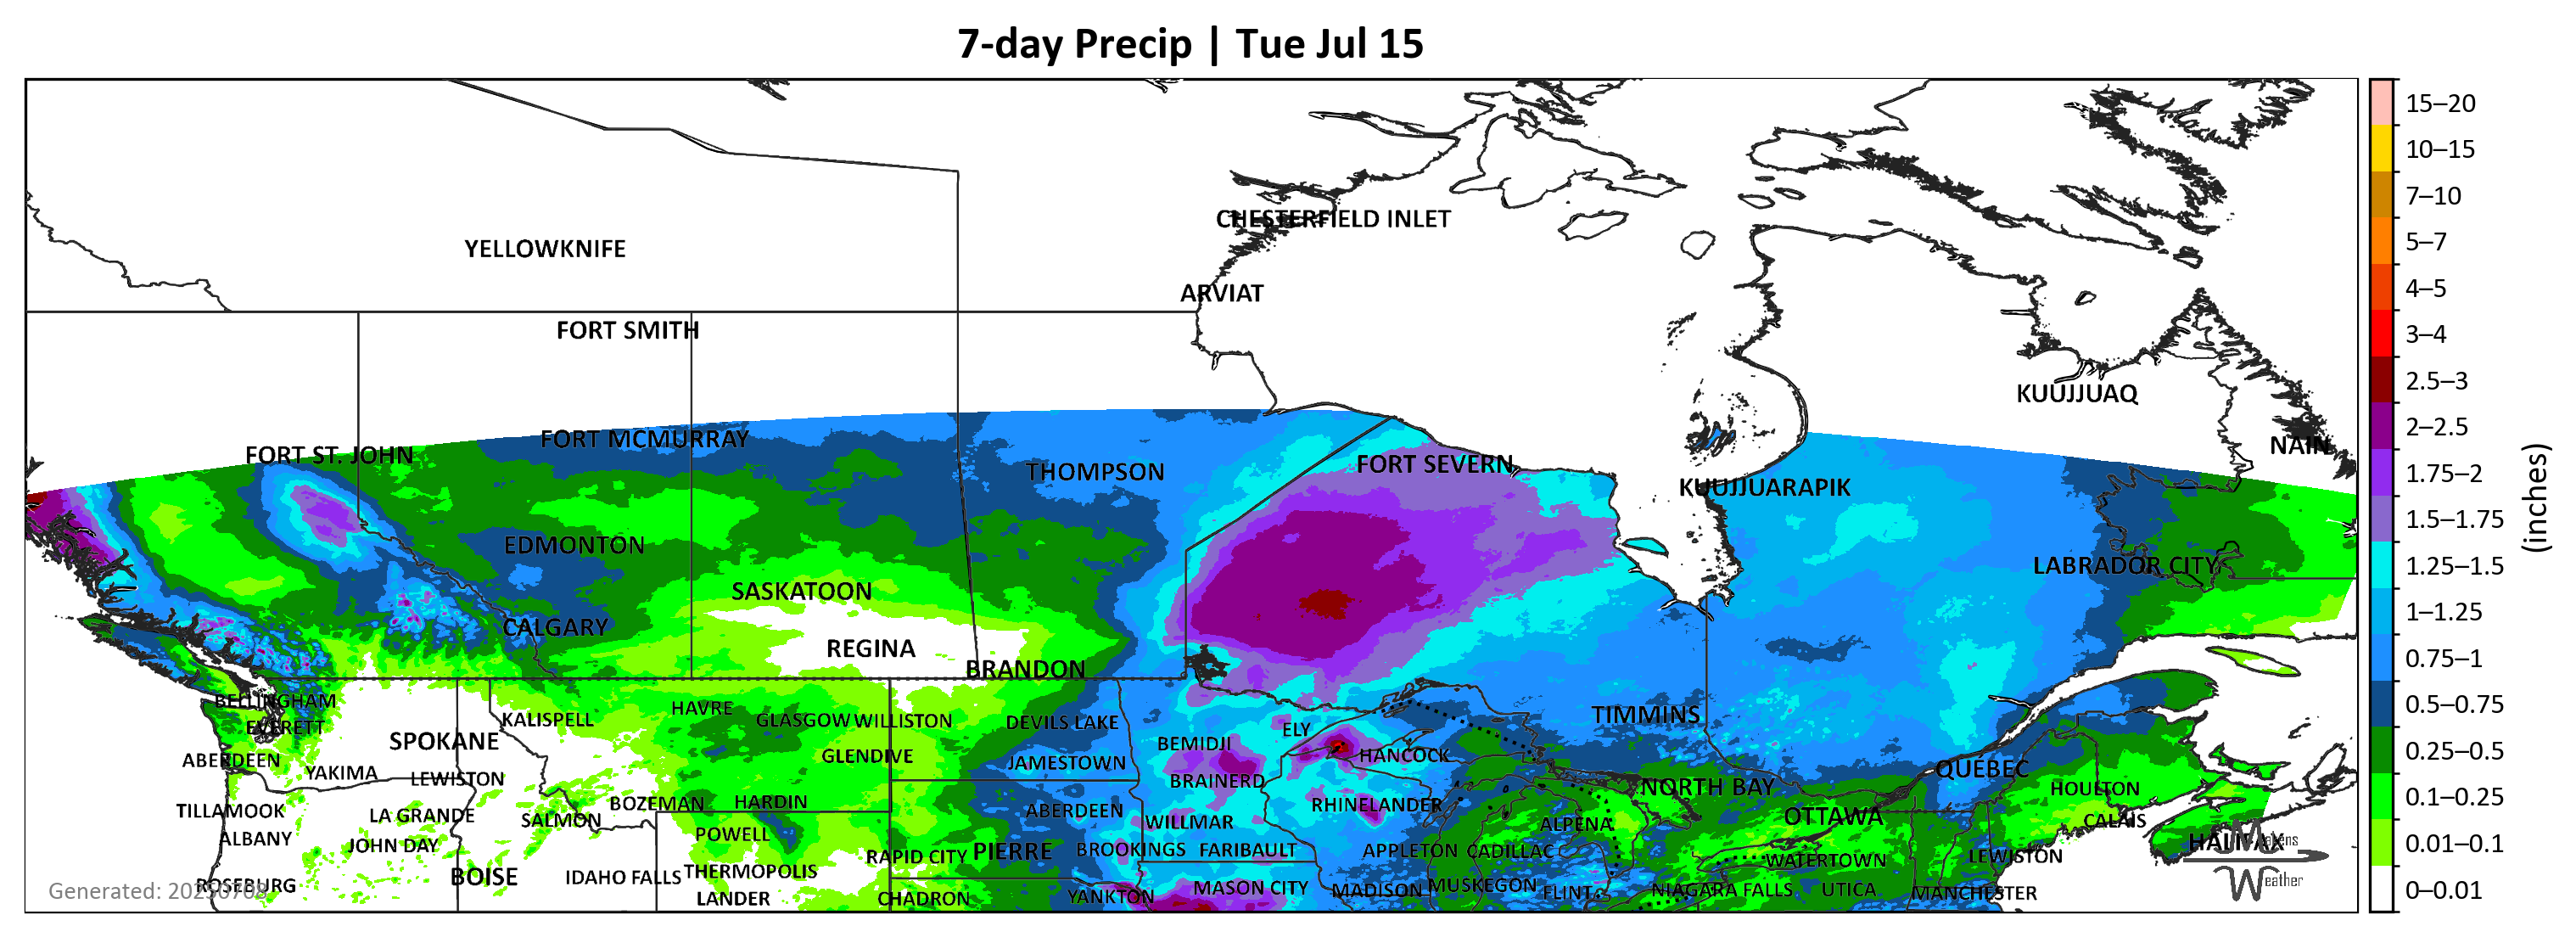 7-day Precip | Tue Jul 15
15–20
10–15
7–10
5–7
4–5
3–4
2.5–3
2–2.5
1.75–2
1.5–1.75
1.25–1.5
1–1.25
0.75–1
0.5–0.75
0.25–0.5
0.1–0.25
0.01–0.1
0–0.01
(inches)
CHESTERFIELD INLET
YELLOWKNIFE
ARVIAT
FORT SMITH
KUUJJUAQ
FORT MCMURRAY
NAIN
FORT ST. JOHN
THOMPSON
FORT SEVERN
KUUJJUARAPIK
EDMONTON
LABRADOR CITY
SASKATOON
CALGARY
REGINA
BRANDON
BELLINGHAM
HAVRE
KALISPELL
GLASGOW
WILLISTON
DEVILS LAKE
TIMMINS
EVERETT
ELY
SPOKANE
BEMIDJI
HANCOCK
ABERDEEN
GLENDIVE
JAMESTOWN
QUÉBEC
YAKIMA
LEWISTON
BRAINERD
NORTH BAY
HOULTON
TILLAMOOK
LA GRANDE
BOZEMAN
HARDIN
ABERDEEN
RHINELANDER
OTTAWA
CALAIS
SALMON
WILLMAR
ALPENA
ALBANY
JOHN DAY
POWELL
HALIFAX
RAPID CITY
PIERRE
BROOKINGS
FARIBAULT
APPLETON
CADILLAC
WATERTOWN
LEWISTON
BOISE
IDAHO FALLS
THERMOPOLIS
ROSEBURG
MASON CITY
MADISON
MUSKEGON
FLINT
NIAGARA FALLS
UTICA
MANCHESTER
LANDER
CHADRON
YANKTON
Weather
Generated: